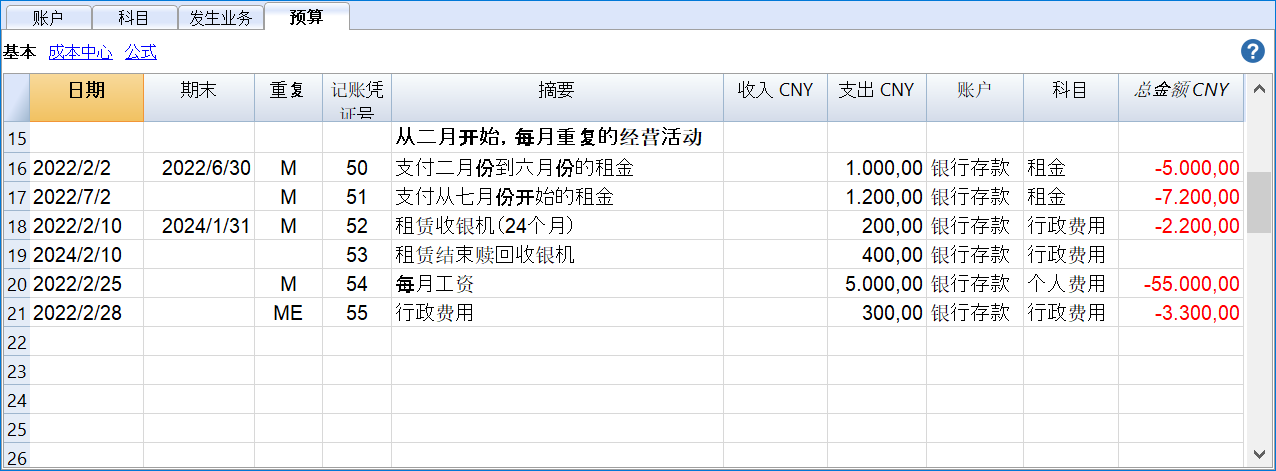 账户 科目 发生业务 预算
基本 成本中心 公式 ?
日期 期末 重复 记账凭证号 摘要 收入 CNY 支出 CNY 账户 科目 总金额 CNY
15 从二月开始, 每月重复的经营活动
16 2022/2/2 2022/6/30 M 50 支付二月份到六月份的租金 1.000,00 银行存款 租金 -5.000,00
17 2022/7/2 M 51 支付从七月份开始的租金 1.200,00 银行存款 租金 -7.200,00
18 2022/2/10 2024/1/31 M 52 租赁收银机(24个月) 200,00 银行存款 行政费用 -2.200,00
19 2024/2/10 53 租赁结束赎回收银机 400,00 银行存款 行政费用
20 2022/2/25 M 54 每月工资 5.000,00 银行存款 个人费用 -55.000,00
21 2022/2/28 ME 55 行政费用 300,00 银行存款 行政费用 -3.300,00
22
23
24
25
26